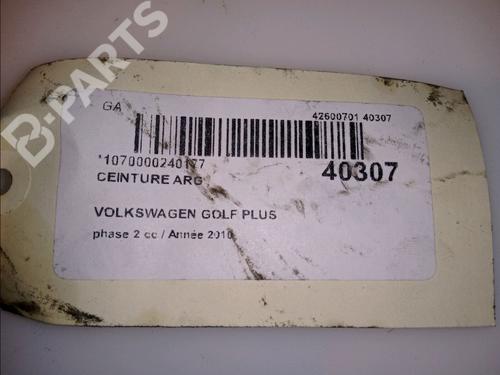 B-PARTS
GA
42600701 40307
*1070000240177
40307
CEINTURE ARG
VOLKSWAGEN GOLF PLUS
phase 2 cc / Année 2010